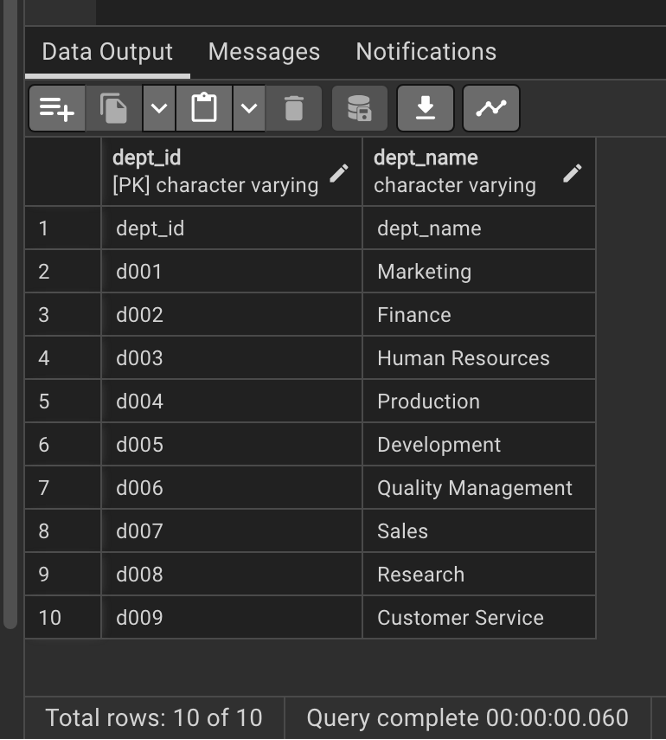 Data Output Messages Notifications
dept_id dept_name
[PK] character varying character varying
1 dept_id dept_name
2 d001 Marketing
3 d002 Finance
4 d003 Human Resources
5 d004 Production
6 d005 Development
7 d006 Quality Management
8 d007 Sales
9 d008 Research
10 d009 Customer Service
Total rows: 10 of 10 Query complete 00:00:00.060